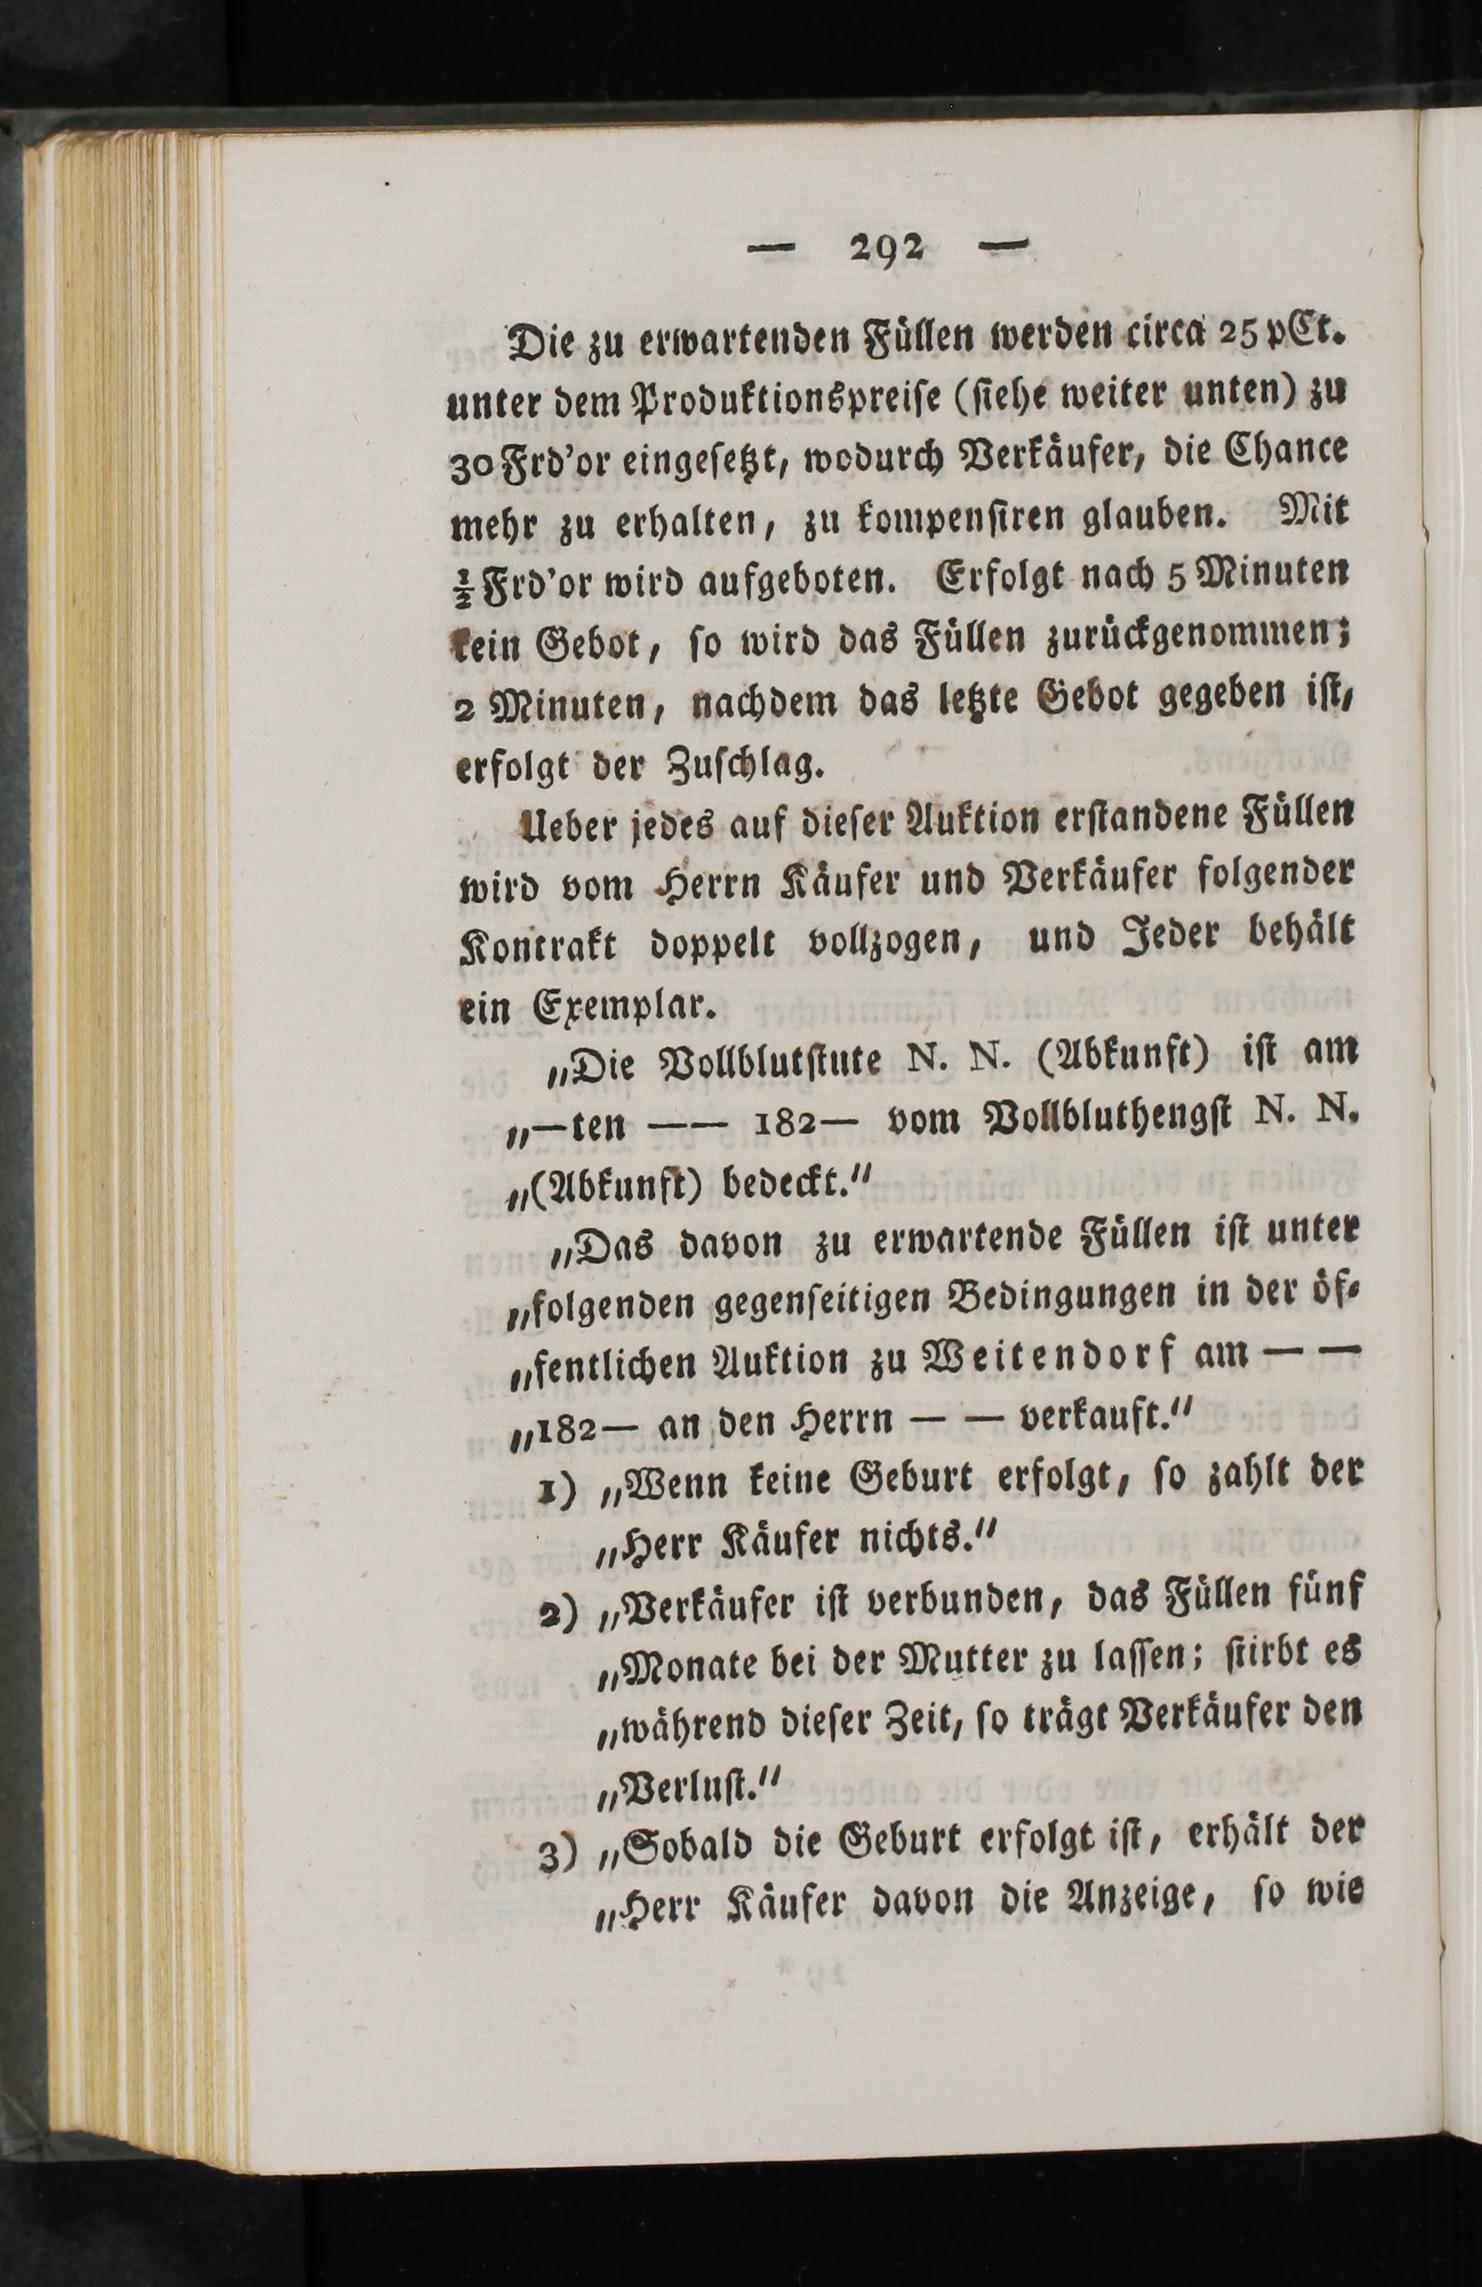 — 292 —
Die zu erwartenden Füllen werden circa 25 pCt.
unter dem Produktionspreise (siehe weiter unten) zu
30 Frd'or eingesetzt, wodurch Verkäufer, die Chance
mehr zu erhalten, zu kompensiren glauben. Mit
½ Frd'or wird aufgeboten. Erfolgt nach 5 Minuten
kein Gebot, so wird das Füllen zurückgenommen;
2 Minuten, nachdem das letzte Gebot gegeben ist,
erfolgt der Zuschlag.
Ueber jedes auf dieser Auktion erstandene Füllen
wird vom Herrn Käufer und Verkäufer folgender
Kontrakt doppelt vollzogen, und Jeder behält
ein Exemplar.
„Die Vollblutstute N. N. (Abkunft) ist am
„—ten —— 182— vom Vollbluthengst N. N.
„(Abkunft) bedeckt."
„Das davon zu erwartende Füllen ist unter
„folgenden gegenseitigen Bedingungen in der öf-
„fentlichen Auktion zu Weitendorf am — —
„182— an den Herrn — — verkauft."
1) „Wenn keine Geburt erfolgt, so zahlt der
„Herr Käufer nichts."
2) „Verkäufer ist verbunden, das Füllen fünf
„Monate bei der Mutter zu lassen; stirbt es
„während dieser Zeit, so trägt Verkäufer den
„Verlust."
3) „Sobald die Geburt erfolgt ist, erhält der
„Herr Käufer davon die Anzeige, so wie